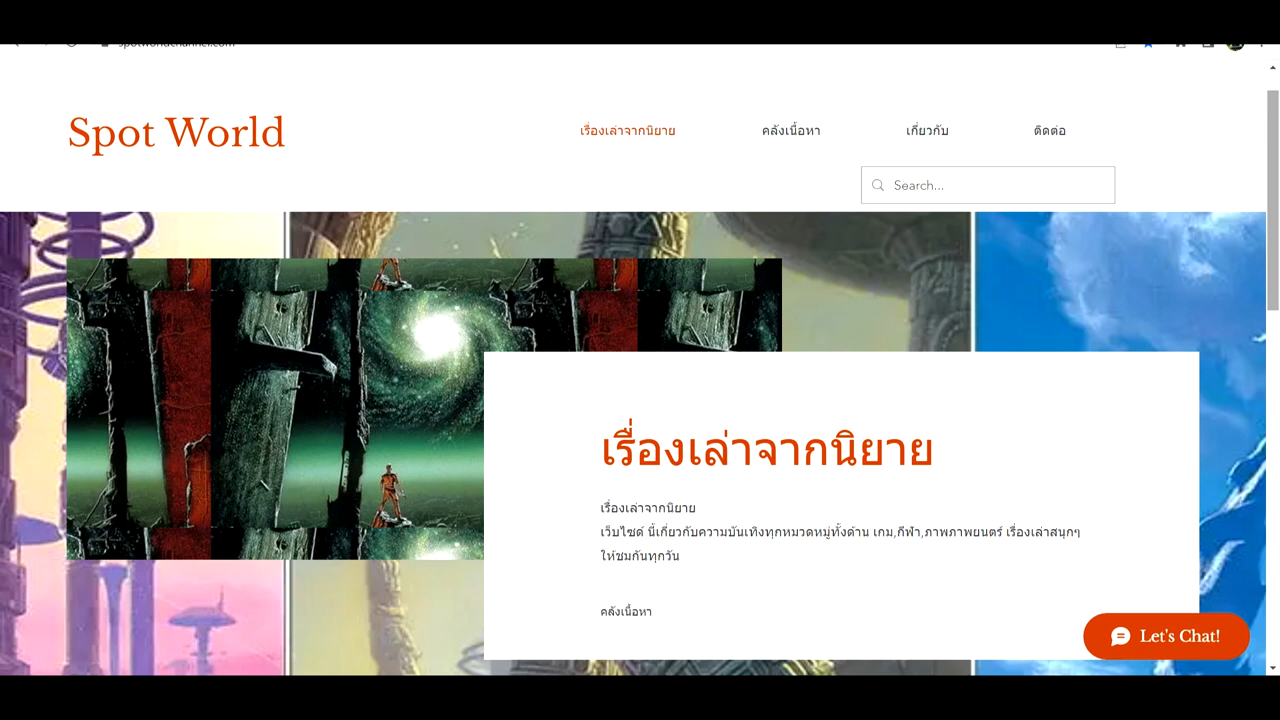 spotworldchannel.com
Spot World
เรื่องเล่าจากนิยาย
คลังเนื้อหา
เกี่ยวกับ
ติดต่อ
Search...
เรื่องเล่าจากนิยาย
เรื่องเล่าจากนิยาย
เว็บไซด์ นี้เกี่ยวกับความบันเทิงทุกหมวดหมู่ทั้งด้าน เกม,กีฬา,ภาพภาพยนตร์ เรื่องเล่าสนุกๆ
ให้ชมกันทุกวัน
คลังเนื้อหา
Let's Chat!